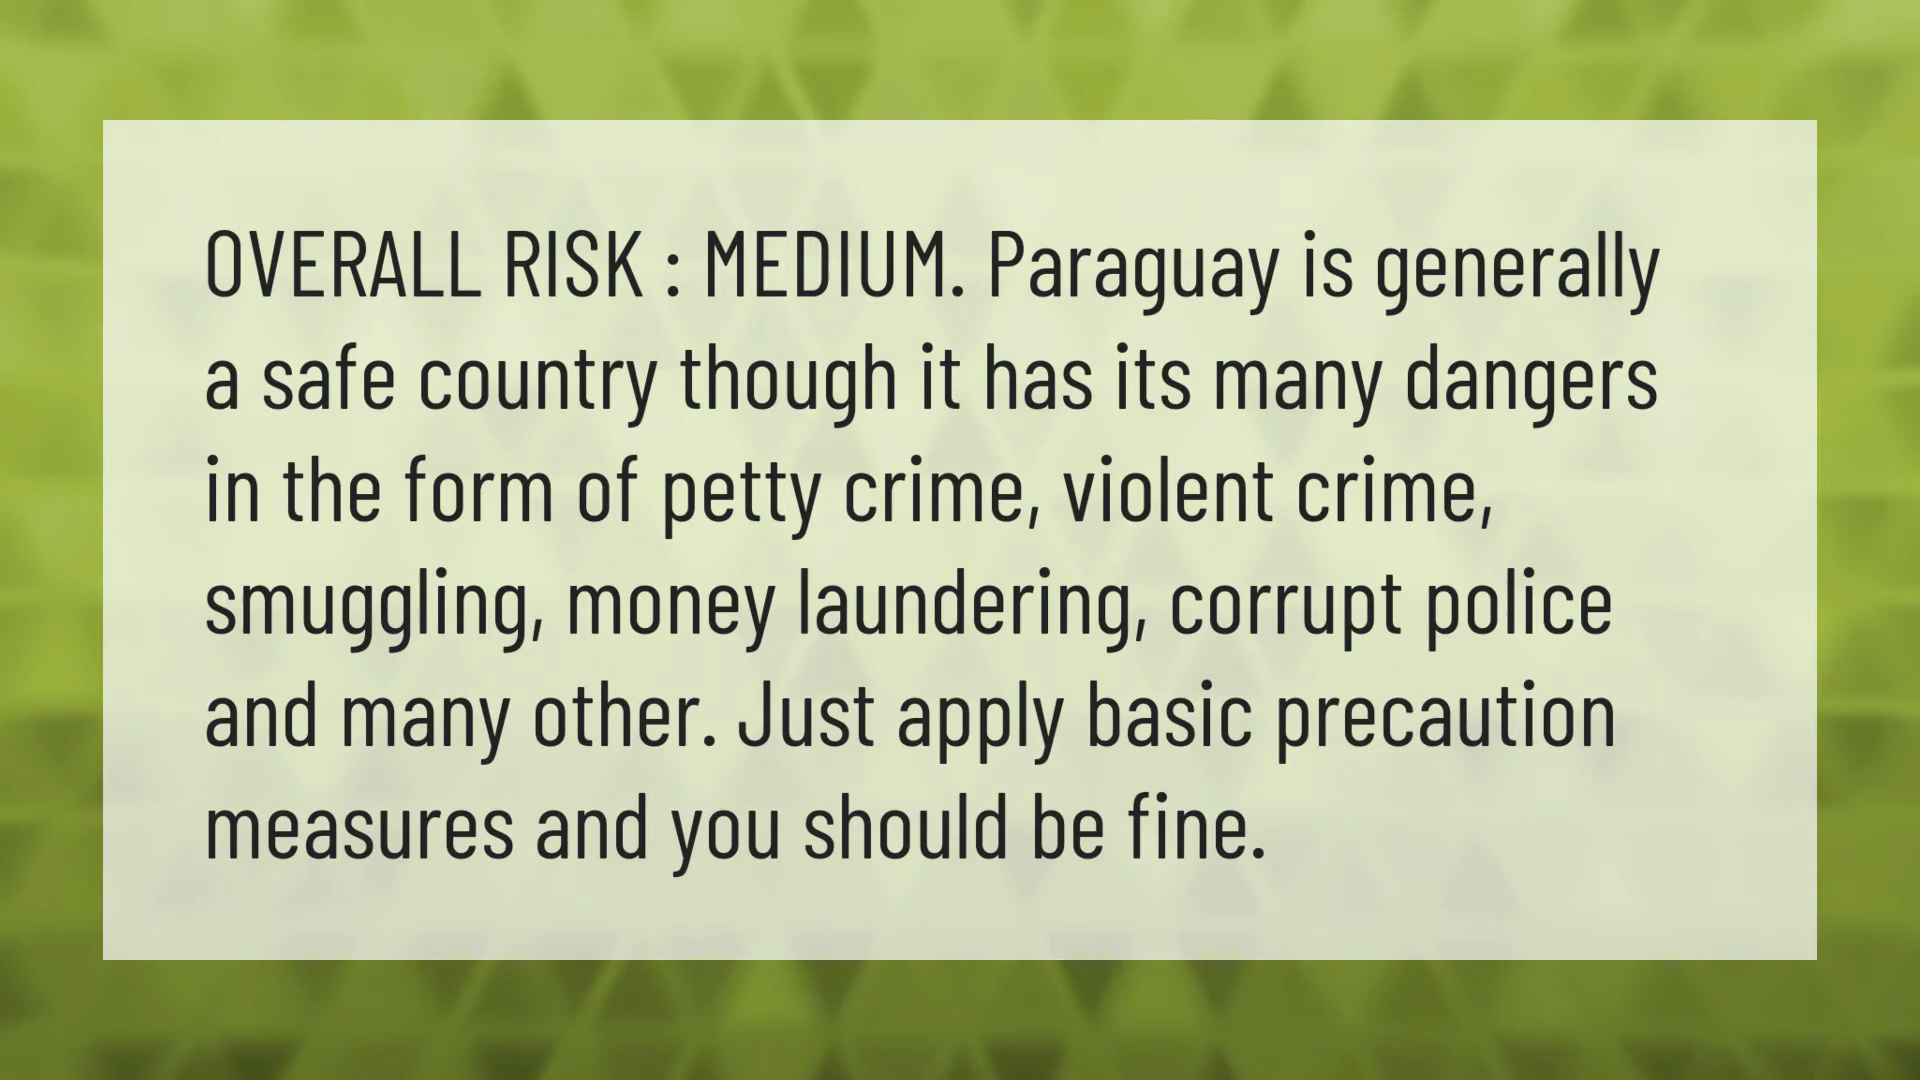 OVERALL RISK : MEDIUM. Paraguay is generally
a safe country though it has its many dangers
in the form of petty crime, violent crime,
smuggling, money laundering, corrupt police
and many other. Just apply basic precaution
measures and you should be fine.